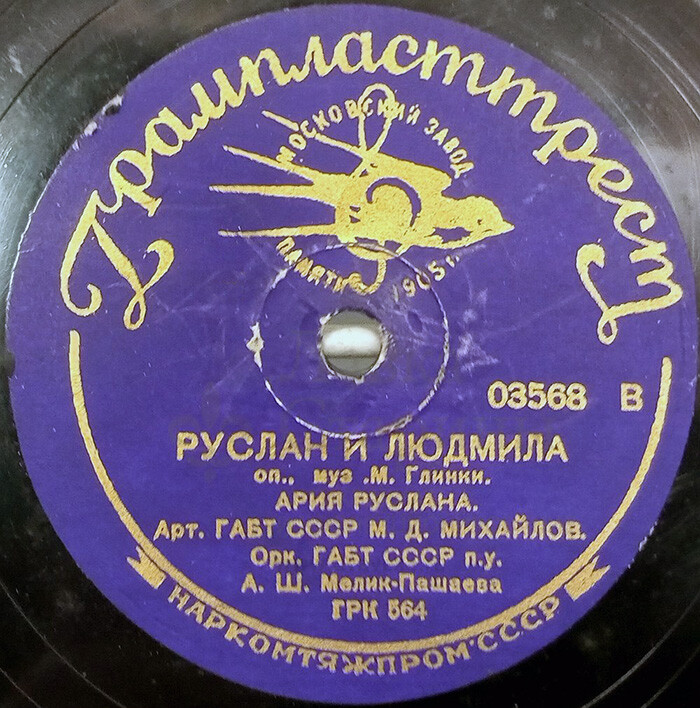 Грампласттрест
МОСКОВСКИЙ ЗАВОД
ПАМЯТИ 1905г.
03568 В
РУСЛАН И ЛЮДМИЛА
оп., муз .М. Глинки.
АРИЯ РУСЛАНА.
Арт. ГАБТ СССР М. Д. МИХАЙЛОВ.
Орк. ГАБТ СССР п.у.
А. Ш. Мелик-Пашаева
ГРК 564
НАРКОМТЯЖПРОМ·СССР